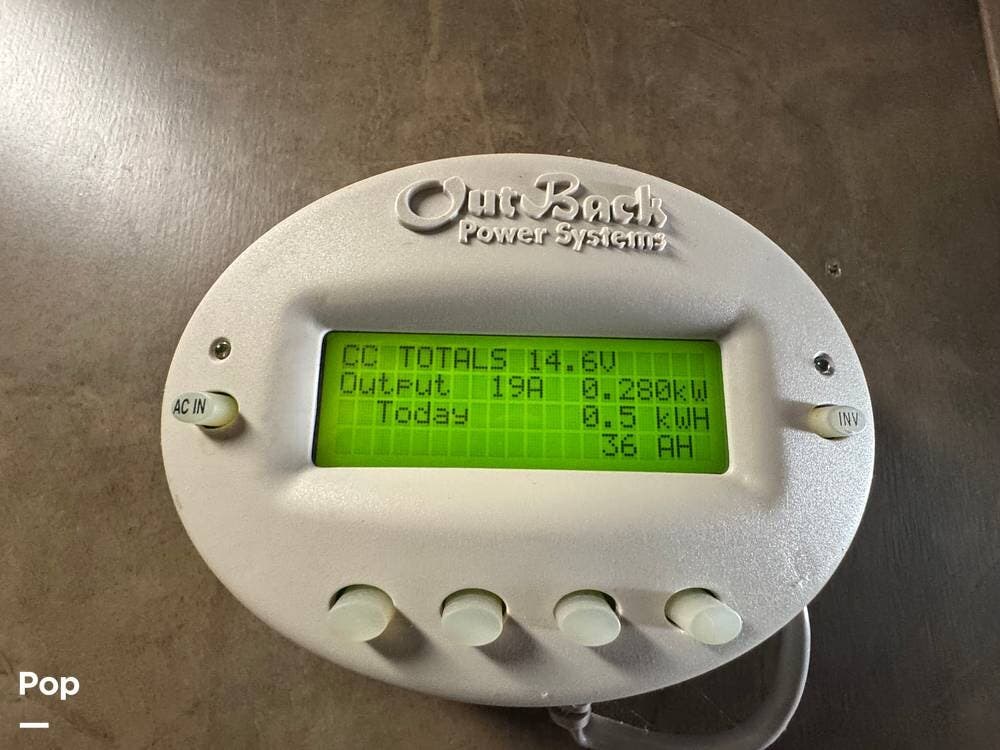 OutBack
Power Systems
CC TOTALS 14.6V
Output 19A 0.280kW
Today 0.5 kWH
36 AH
AC IN
INV
Pop